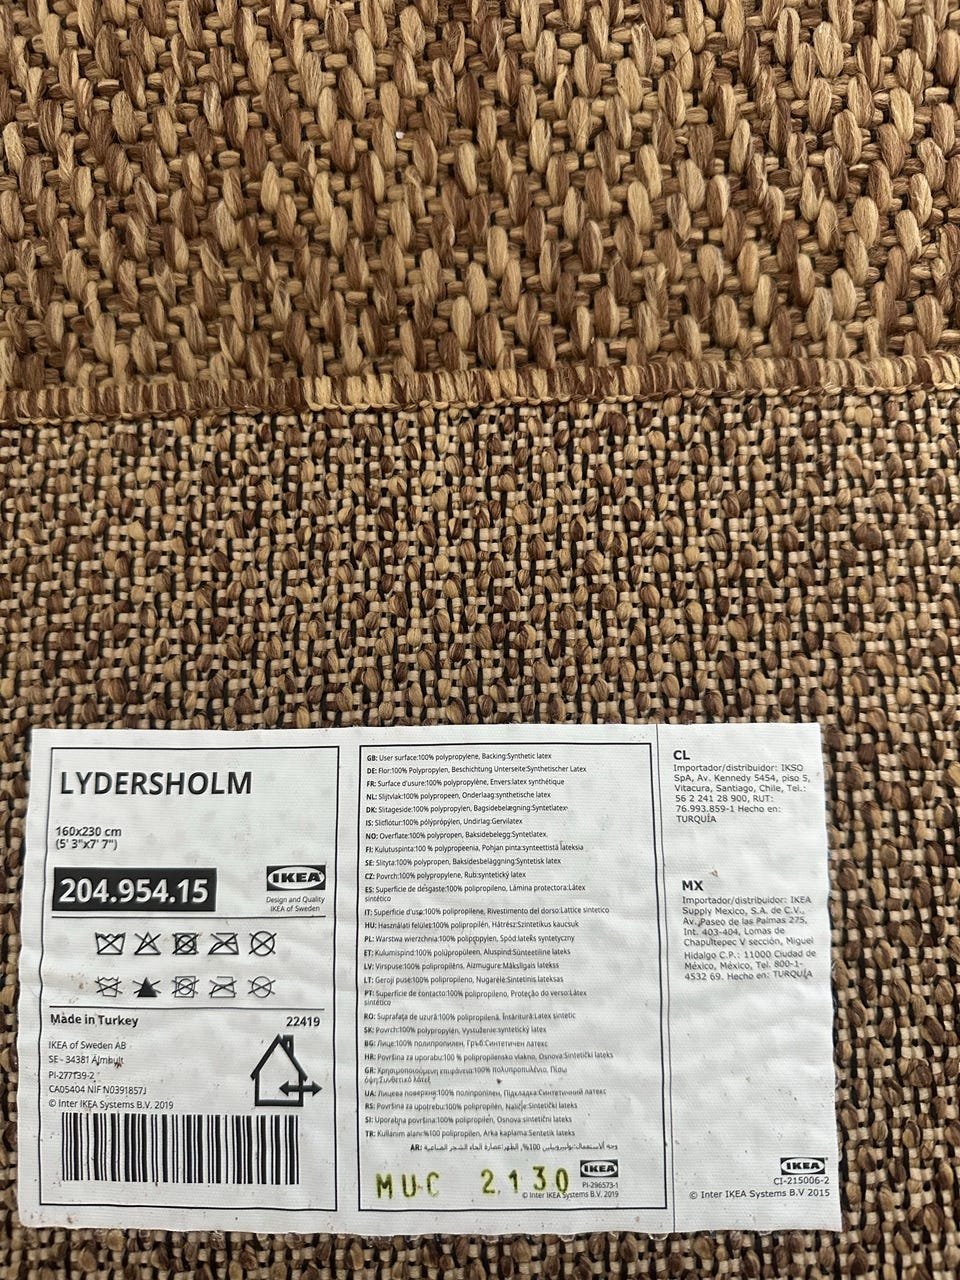 LYDERSHOLM
160x230 cm
(5' 3"x7' 7")
204.954.15
IKEA
Design and Quality
IKEA of Sweden
Made in Turkey
22419
IKEA of Sweden AB
SE - 34381 Älmhult
PI-277139-2
CA05404 NIF N0391857J
© Inter IKEA Systems B.V. 2019
GB: User surface:100% polypropylene, Backing:Synthetic latex
DE: Flor:100% Polypropylen, Beschichtung Unterseite:Synthetischer Latex
FR: Surface d'usure:100% polypropylène, Envers:latex synthétique
NL: Slijtvlak:100% polypropeen, Onderlaag:synthetische latex
DK: Slitageside:100% polypropylen, Bagsidebelægning:Syntetlatex
IS: Slitflötur:100% pólýprópýlen, Undirlag:Gervilatex
NO: Overflate:100% polypropen, Baksidebelegg:Syntetlatex.
FI: Kulutuspinta:100 % polypropeenia, Pohjan pinta:synteettistä lateksia
SE: Slityta:100% polypropen, Baksidesbeläggning:Syntetisk latex
CZ: Povrch:100% polypropylene, Rub:syntetický latex
ES: Superficie de desgaste:100% polipropileno, Lámina protectora:Látex
sintético
IT: Superficie d'uso:100% polipropilene, Rivestimento del dorso:Lattice sintetico
HU: Használati felület:100% polipropilén, Hátrész:Szintetikus kaucsuk
PL: Warstwa wierzchnia:100% polipropylen, Spód:lateks syntetyczny
ET: Kulumispind:100% polüpropüleen, Aluspind:Sünteetiline lateks
LV: Virspuse:100% polipropilēns, Aizmugure:Mākslīgais latekss
LT: Geroji pusė:100% polipropileno, Nugarėlė:Sintetinis lateksas
PT: Superfície de contacto:100% polipropileno, Proteção do verso:Látex
sintético
RO: Suprafaţa de uzură:100% polipropilenă, Întăritură:Latex sintetic
SK: Povrch:100% polypropylén, Vystuženie:syntetický latex
BG: Лице:100% полипропилен, Гръб:Синтетичен латекс
HR: Površina za uporabu:100 % polipropilensko vlakno, Osnova:Sintetički lateks
GR: Χρησιμοποιούμενη επιφάνεια:100% πολυπροπυλένιο, Πίσω
όψη:Συνθετικό λάτεξ
UA: Лицева поверхня:100% поліпропілен, Підкладка:Синтетичний латекс
RS: Površina za upotrebu:100% polipropilen, Naličje:Sintetički lateks
SI: Uporabna površina:100% polipropilen, Osnova sintetični lateks
TR: Kullanım alanı:%100 polipropilen, Arka kaplama:Sentetik lateks
AR: وجه الاستعمال:بوليبروبيلين 100%, الظهر:عصارة الحاء الشجر الصناعية
MUC 2130
IKEA
PI-296573-1
© Inter IKEA Systems B.V. 2019
CL
Importador/distribuidor: IKSO
SpA, Av. Kennedy 5454, piso 5,
Vitacura, Santiago, Chile, Tel.:
56 2 241 28 900, RUT:
76.993.859-1 Hecho en:
TURQUÍA
MX
Importador/distribuidor: IKEA
Supply Mexico, S.A. de C.V.,
Av. Paseo de las Palmas 275,
Int. 403-404, Lomas de
Chapultepec V sección, Miguel
Hidalgo C.P.: 11000 Ciudad de
México, México, Tel. 800-1-
4532 69. Hecho en: TURQUÍA
IKEA
CI-215006-2
© Inter IKEA Systems B.V 2015